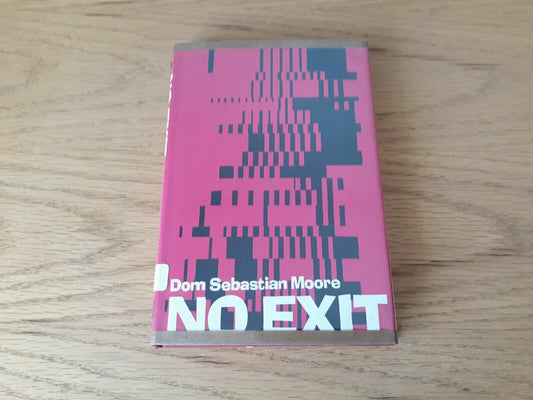 Dom Sebastian Moore
NO EXIT